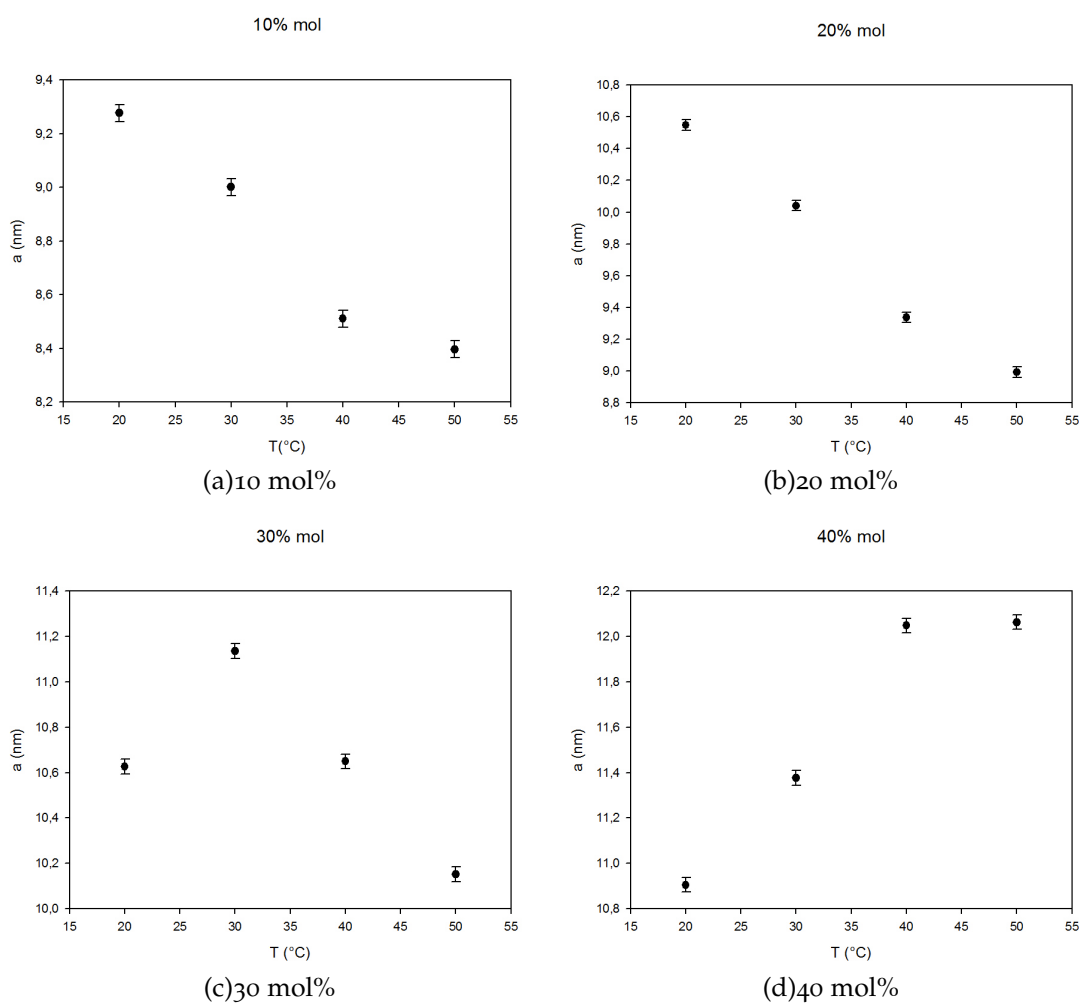 10% mol
9,4
9,2
9,0
8,8
8,6
8,4
8,2
a (nm)
15 20 25 30 35 40 45 50 55
T(°C)
(a)10 mol%
20% mol
10,8
10,6
10,4
10,2
10,0
9,8
9,6
9,4
9,2
9,0
8,8
a (nm)
15 20 25 30 35 40 45 50 55
T (°C)
(b)20 mol%
30% mol
11,4
11,2
11,0
10,8
10,6
10,4
10,2
10,0
a (nm)
15 20 25 30 35 40 45 50 55
T (°C)
(c)30 mol%
40% mol
12,2
12,0
11,8
11,6
11,4
11,2
11,0
10,8
a (nm)
15 20 25 30 35 40 45 50 55
T (°C)
(d)40 mol%